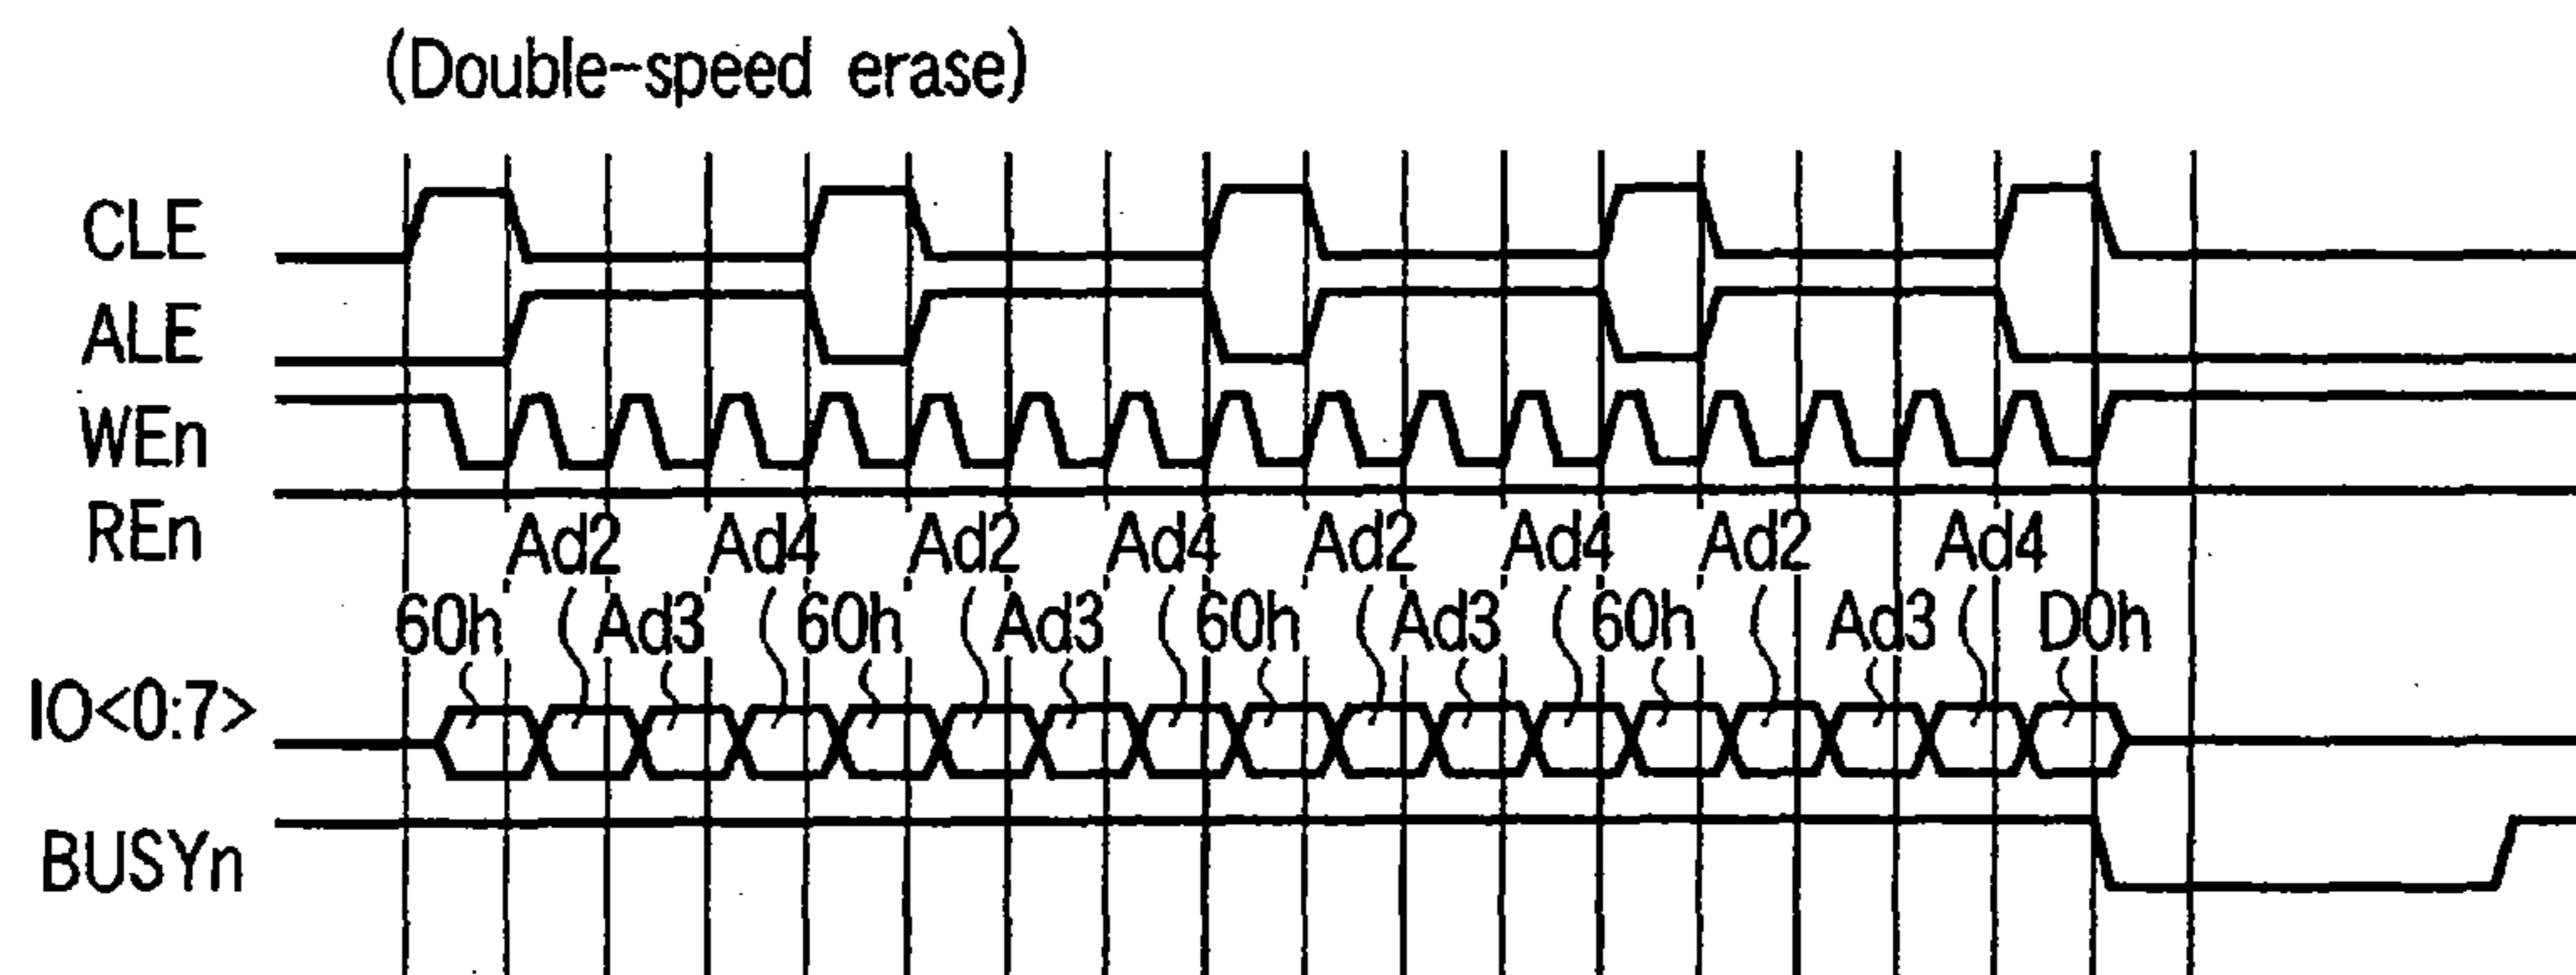 (Double-speed erase)
CLE
ALE
WEn
REn
Ad2 Ad4 Ad2 Ad4 Ad2 Ad4 Ad2 Ad4
60h Ad3 60h Ad3 60h Ad3 60h Ad3 D0h
IO<0:7>
BUSYn